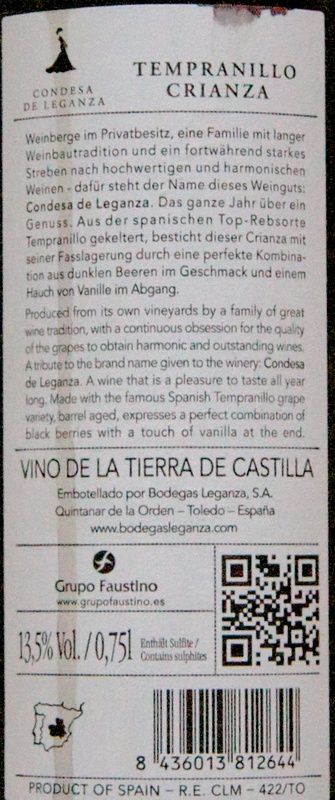 CONDESA
DE LEGANZA
TEMPRANILLO
CRIANZA
Weinberge im Privatbesitz, eine Familie mit langer
Weinbautradition und ein fortwährend starkes
Streben nach hochwertigen und harmonischen
Weinen - dafür steht der Name dieses Weinguts:
Condesa de Leganza. Das ganze Jahr über ein
Genuss. Aus der spanischen Top-Rebsorte
Tempranillo gekeltert, besticht dieser Crianza mit
seiner Fasslagerung durch eine perfekte Kombina-
tion aus dunklen Beeren im Geschmack und einem
Hauch von Vanille im Abgang.
Produced from its own vineyards by a family of great
wine tradition, with a continuous obsession for the quality
of the grapes to obtain harmonic and outstanding wines.
A tribute to the brand name given to the winery: Condesa
de Leganza. A wine that is a pleasure to taste all year
long. Made with the famous Spanish Tempranillo grape
variety, barrel aged, expresses a perfect combination of
black berries with a touch of vanilla at the end.
VINO DE LA TIERRA DE CASTILLA
Embotellado por Bodegas Leganza, S.A.
Quintanar de la Orden – Toledo – España
www.bodegasleganza.com
Grupo Faustino
www.grupofaustino.es
13,5% Vol. / 0,75l
Enthält Sulfite/
Contains sulphites
8 436013 812644
PRODUCT OF SPAIN – R.E. CLM – 422/TO